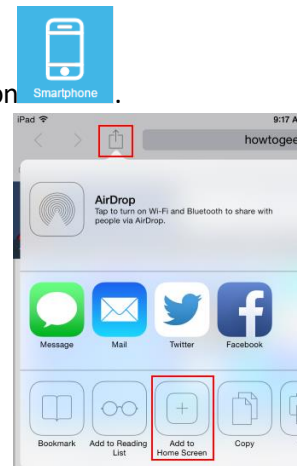 on Smartphone .
iPad 9:17 A
howtogee
AirDrop
Tap to turn on Wi-Fi and Bluetooth to share with
people via AirDrop.
Message Mail Twitter Facebook
Bookmark Add to Reading List Add to Home Screen Copy